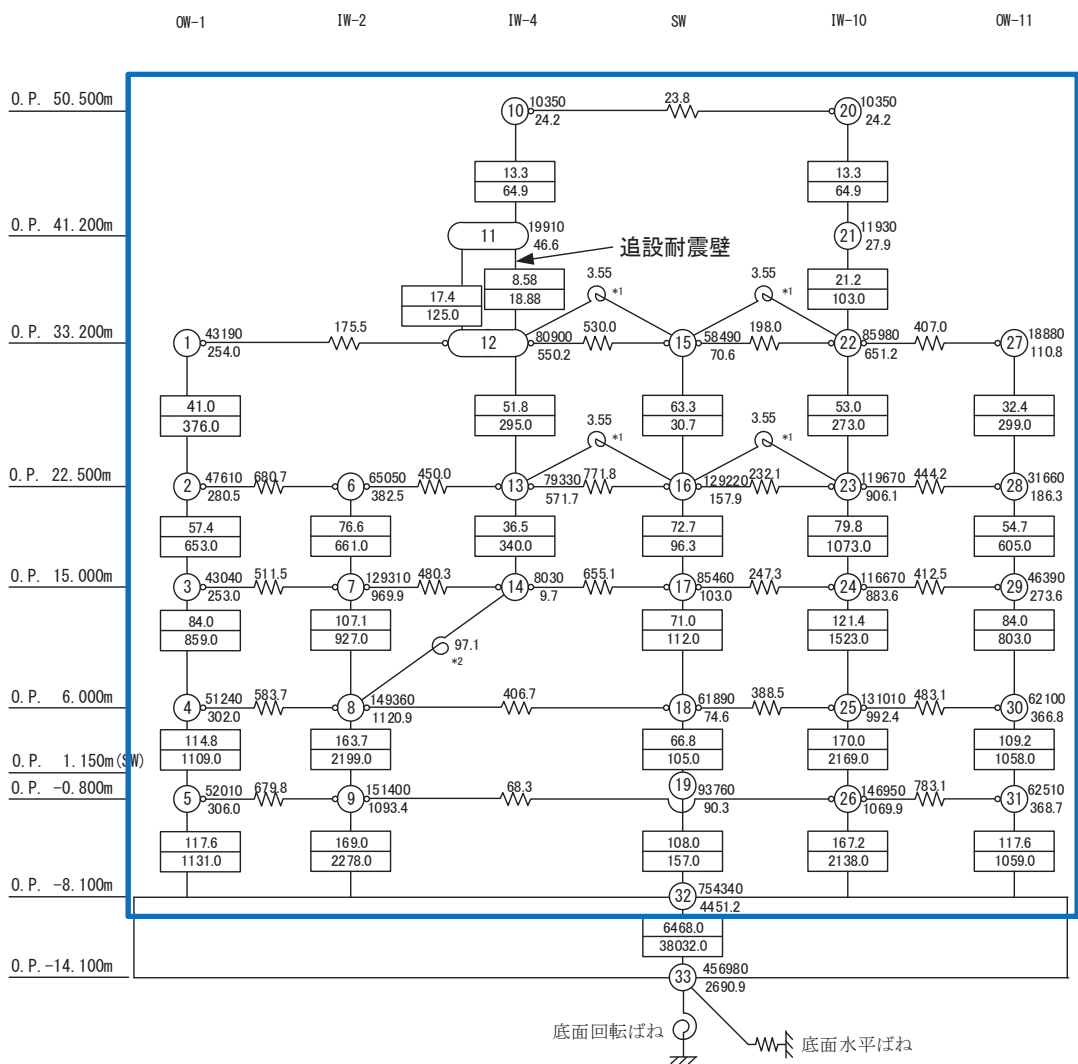 OW-1 IW-2 IW-4 SW IW-10 OW-11
O.P. 50.500m 10 10350 23.8 20 10350
24.2 24.2
13.3 13.3
64.9 64.9
O.P. 41.200m 11 19910 21 11930
46.6 27.9
追設耐震壁
8.58 3.55 3.55 21.2
17.4 18.88 *1 *1 103.0
125.0
O.P. 33.200m 1 43190 175.5 12 80900 530.0 15 58490 198.0 22 85980 407.0 27 18880
254.0 550.2 70.6 651.2 110.8
41.0 51.8 63.3 53.0 32.4
376.0 295.0 30.7 273.0 299.0
3.55 3.55
*1 *1
O.P. 22.500m 2 47610 680.7 6 65050 450.0 13 79330 771.8 16 129220 232.1 23 119670 444.2 28 31660
280.5 382.5 571.7 157.9 906.1 186.3
57.4 76.6 36.5 72.7 79.8 54.7
653.0 661.0 340.0 96.3 1073.0 605.0
O.P. 15.000m 3 43040 511.5 7 129310 480.3 14 8030 655.1 17 85460 247.3 24 116670 412.5 29 46390
253.0 969.9 9.7 103.0 883.6 273.6
84.0 107.1 71.0 121.4 84.0
859.0 927.0 112.0 1523.0 803.0
97.1
*2
O.P. 6.000m 4 51240 583.7 8 149360 406.7 18 61890 388.5 25 131010 483.1 30 62100
302.0 1120.9 74.6 992.4 366.8
114.8 163.7 66.8 170.0 109.2
1109.0 2199.0 105.0 2169.0 1058.0
O.P. 1.150m(SW)
O.P. -0.800m 5 52010 679.8 9 151400 68.3 19 93760 26 146950 783.1 31 62510
306.0 1093.4 90.3 1069.9 368.7
117.6 169.0 108.0 167.2 117.6
1131.0 2278.0 157.0 2138.0 1059.0
O.P. -8.100m 32 754340
4451.2
6468.0
38032.0
O.P.-14.100m 33 456980
2690.9
底面回転ばね 底面水平ばね